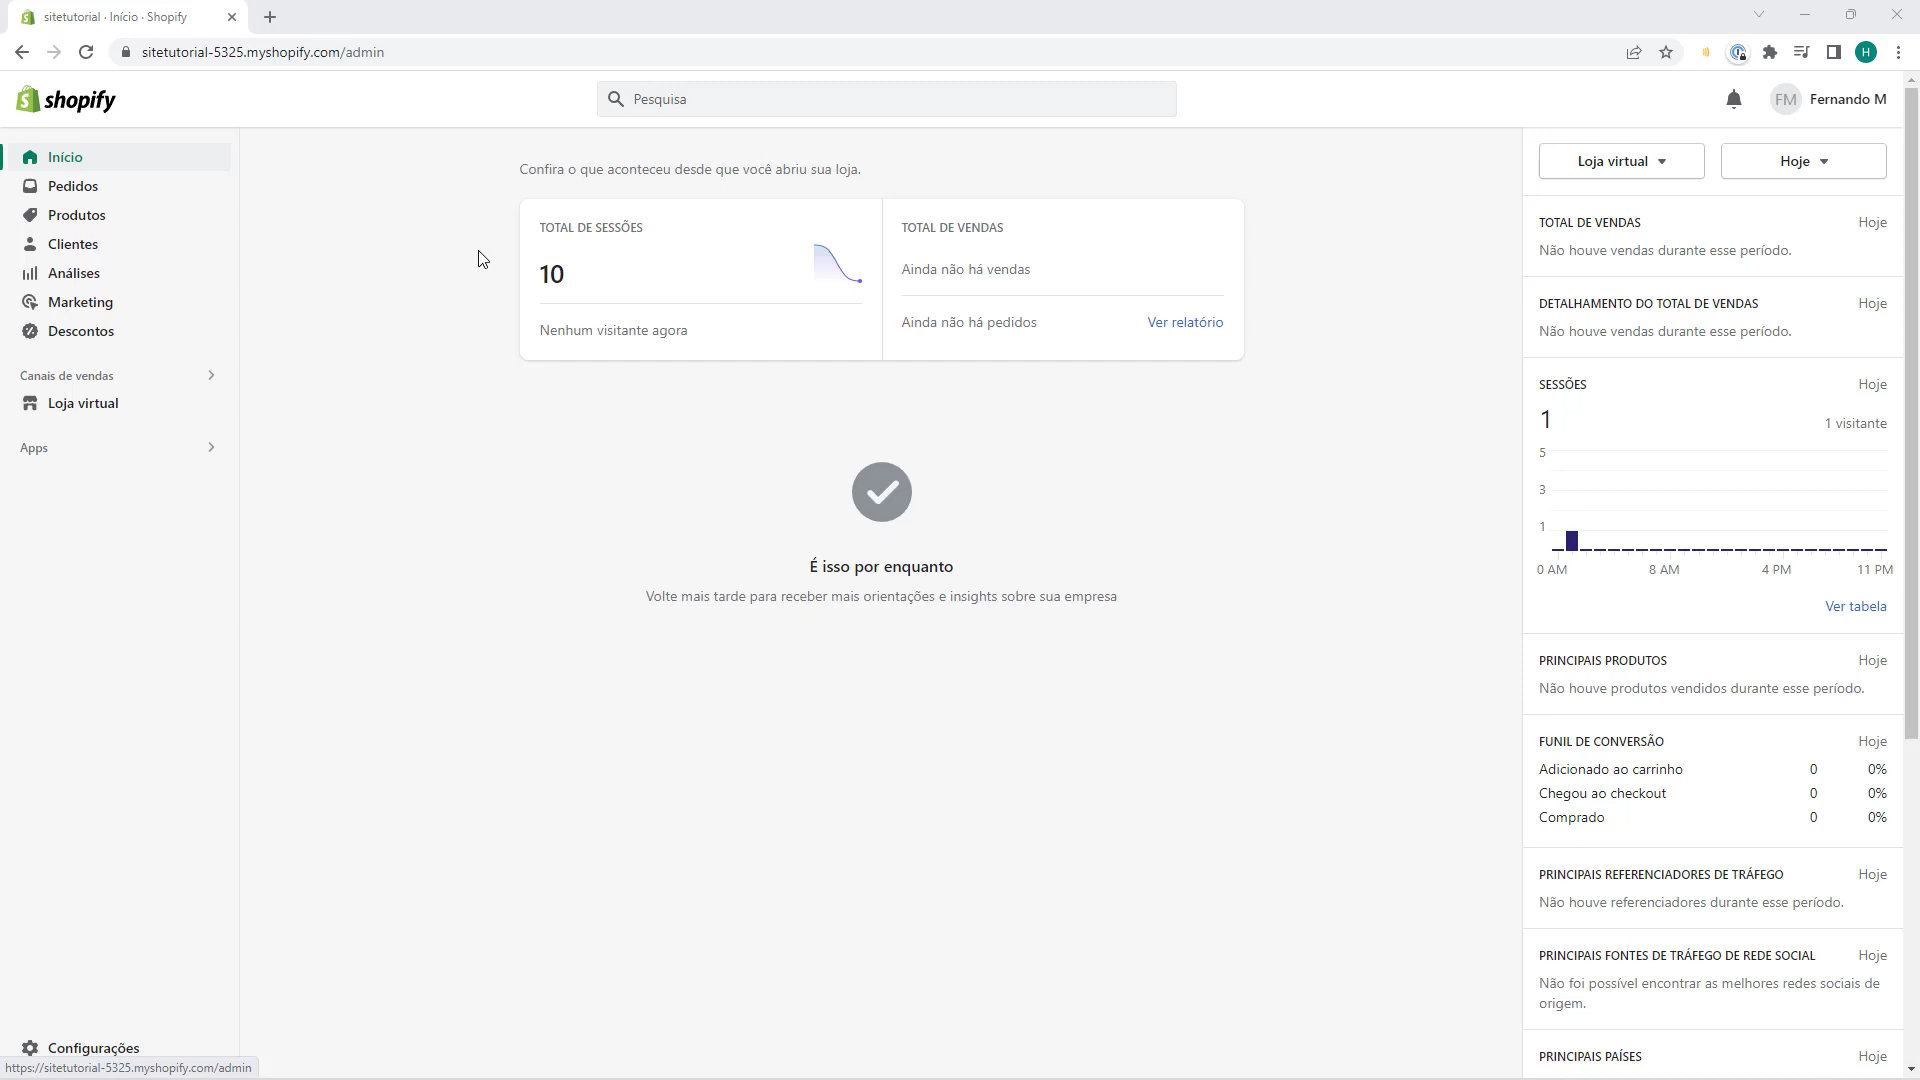 sitetutorial · Início · Shopify
sitetutorial-5325.myshopify.com/admin
H
shopify
Pesquisa
FM
Fernando M
Início
Pedidos
Produtos
Clientes
Análises
Marketing
Descontos
Canais de vendas
Loja virtual
Apps
Configurações
https://sitetutorial-5325.myshopify.com/admin
Confira o que aconteceu desde que você abriu sua loja.
TOTAL DE SESSÕES
10
Nenhum visitante agora
TOTAL DE VENDAS
Ainda não há vendas
Ainda não há pedidos
Ver relatório
É isso por enquanto
Volte mais tarde para receber mais orientações e insights sobre sua empresa
Loja virtual
Hoje
TOTAL DE VENDAS Hoje
Não houve vendas durante esse período.
DETALHAMENTO DO TOTAL DE VENDAS Hoje
Não houve vendas durante esse período.
SESSÕES Hoje
1 1 visitante
5
3
1
0 AM 8 AM 4 PM 11 PM
Ver tabela
PRINCIPAIS PRODUTOS Hoje
Não houve produtos vendidos durante esse período.
FUNIL DE CONVERSÃO Hoje
Adicionado ao carrinho 0 0%
Chegou ao checkout 0 0%
Comprado 0 0%
PRINCIPAIS REFERENCIADORES DE TRÁFEGO Hoje
Não houve referenciadores durante esse período.
PRINCIPAIS FONTES DE TRÁFEGO DE REDE SOCIAL Hoje
Não foi possível encontrar as melhores redes sociais de
origem.
PRINCIPAIS PAÍSES Hoje